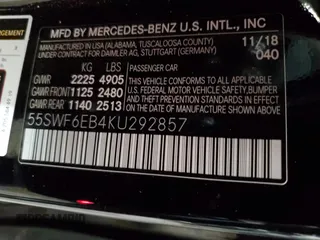 MFD BY MERCEDES-BENZ U.S. INTL., INC
MANUFACTURED IN USA (ALABAMA, TUSCALOOSA COUNTY) 11/18
UNDER CONTRACT FOR DAIMLER AG, STUTTGART (GERMANY) 040
KG LBS PASSENGER CAR
GVWR 2225 4905
GAWR FRONT 1125 2480
GAWR REAR 1140 2513
THIS VEHICLE CONFORMS TO ALL APPLICABLE
U.S. FEDERAL MOTOR VEHICLE SAFETY, BUMPER, AND
THEFT PREVENTION STANDARDS IN EFFECT ON THE
DATE OF MANUFACTURE SHOWN ABOVE.
55SWF6EB4KU292857